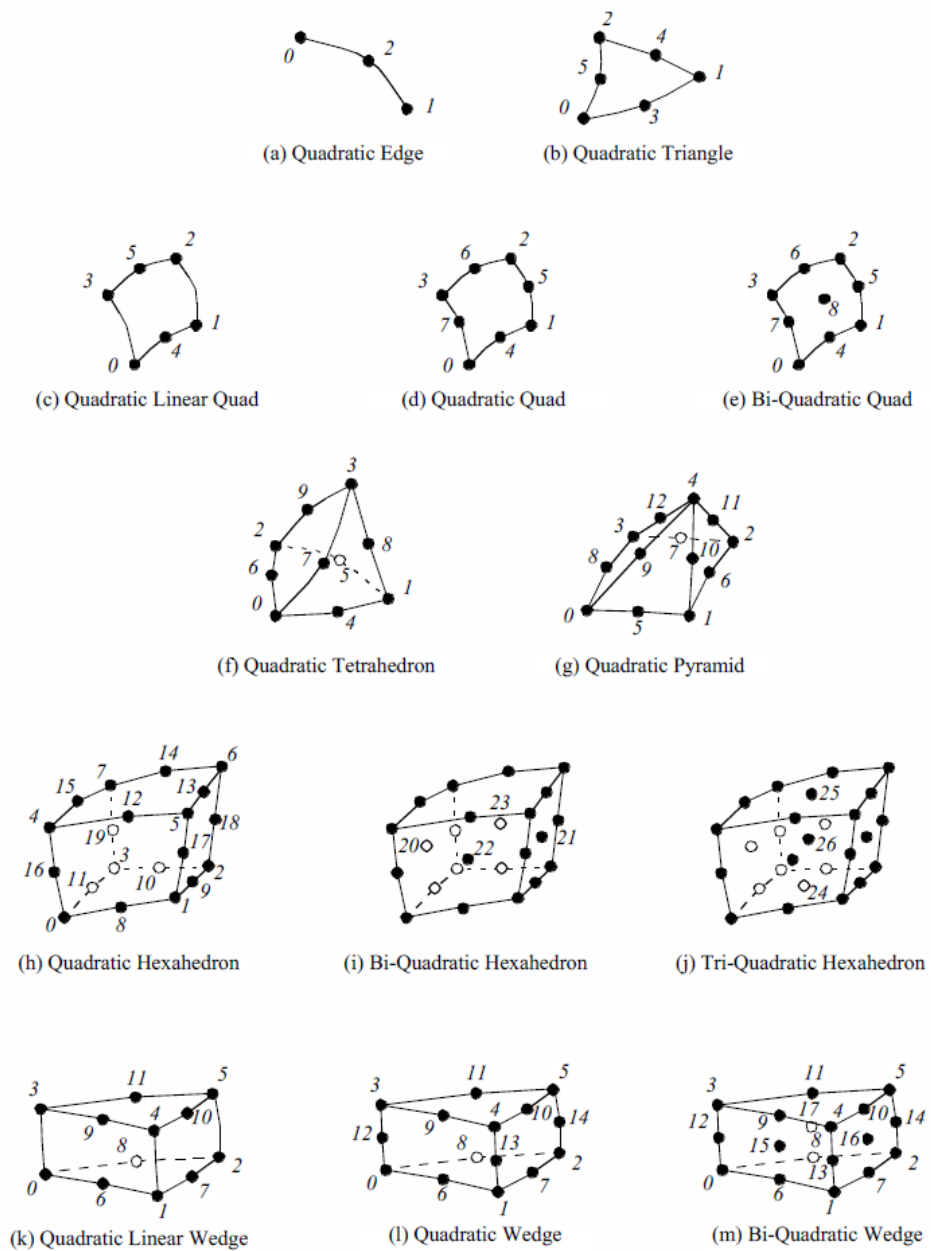 2
0 2 4
5 1
1 0 3
(a) Quadratic Edge (b) Quadratic Triangle
5 2 6 2 6 2
3 3 5 3 5
7 7 8
1 1 1
0 4 0 4 0 4
(c) Quadratic Linear Quad (d) Quadratic Quad (e) Bi-Quadratic Quad
3 4
9 12 11
2 8 3 7 10 2
6 7 5 8 9 6
0 4 1 0 5 1
(f) Quadratic Tetrahedron (g) Quadratic Pyramid
14 6
7
15 13
12 23 25
4 5 18 21
19 17 20 22 26
16 3 2
11 10 9 24
0 8 1
(h) Quadratic Hexahedron (i) Bi-Quadratic Hexahedron (j) Tri-Quadratic Hexahedron
11 5 11 5 11 5
3 3 3
4 10 4 10 14 17 4 10 14
9 12 9 12 9
8 8 13 15 8 16
2 2 13 2
0 6 7 0 6 7 0 6 7
1 1 1
(k) Quadratic Linear Wedge (l) Quadratic Wedge (m) Bi-Quadratic Wedge